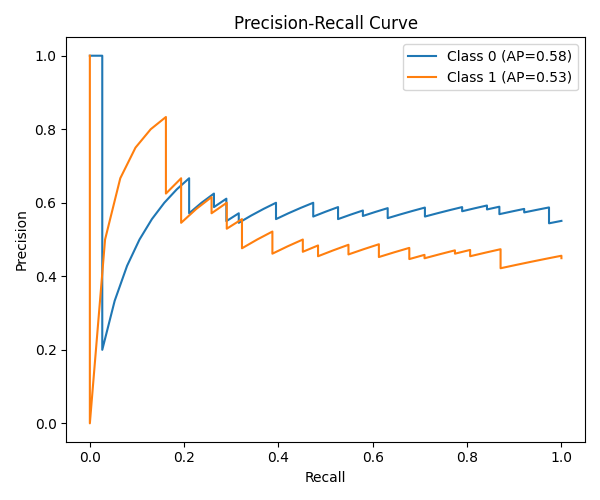 Precision-Recall Curve
Class 0 (AP=0.58)
Class 1 (AP=0.53)
Precision
1.0
0.8
0.6
0.4
0.2
0.0
0.0 0.2 0.4 0.6 0.8 1.0
Recall